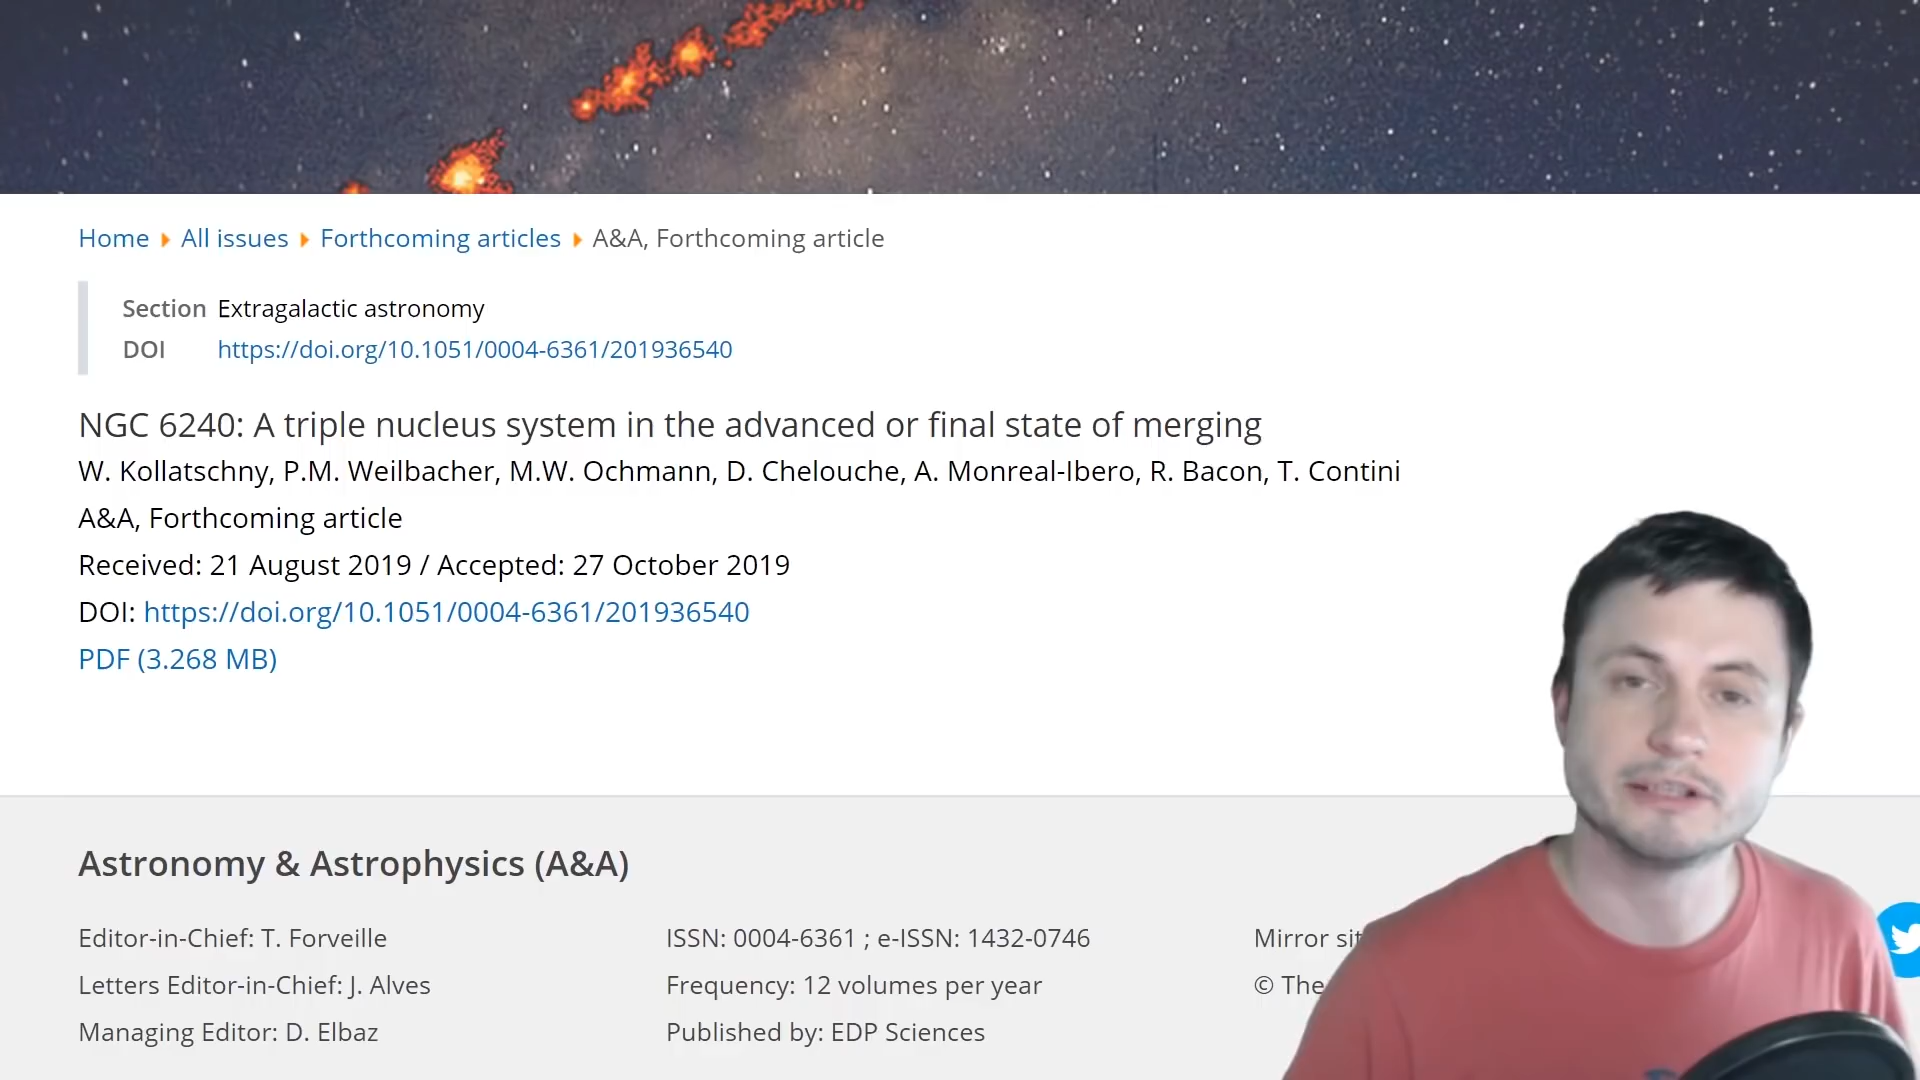 Home All issues Forthcoming articles A&A, Forthcoming article
Section Extragalactic astronomy
DOI https://doi.org/10.1051/0004-6361/201936540
NGC 6240: A triple nucleus system in the advanced or final state of merging
W. Kollatschny, P.M. Weilbacher, M.W. Ochmann, D. Chelouche, A. Monreal-Ibero, R. Bacon, T. Contini
A&A, Forthcoming article
Received: 21 August 2019 / Accepted: 27 October 2019
DOI: https://doi.org/10.1051/0004-6361/201936540
PDF (3.268 MB)
Astronomy & Astrophysics (A&A)
Editor-in-Chief: T. Forveille
Letters Editor-in-Chief: J. Alves
Managing Editor: D. Elbaz
ISSN: 0004-6361 ; e-ISSN: 1432-0746
Frequency: 12 volumes per year
Published by: EDP Sciences
Mirror
© The